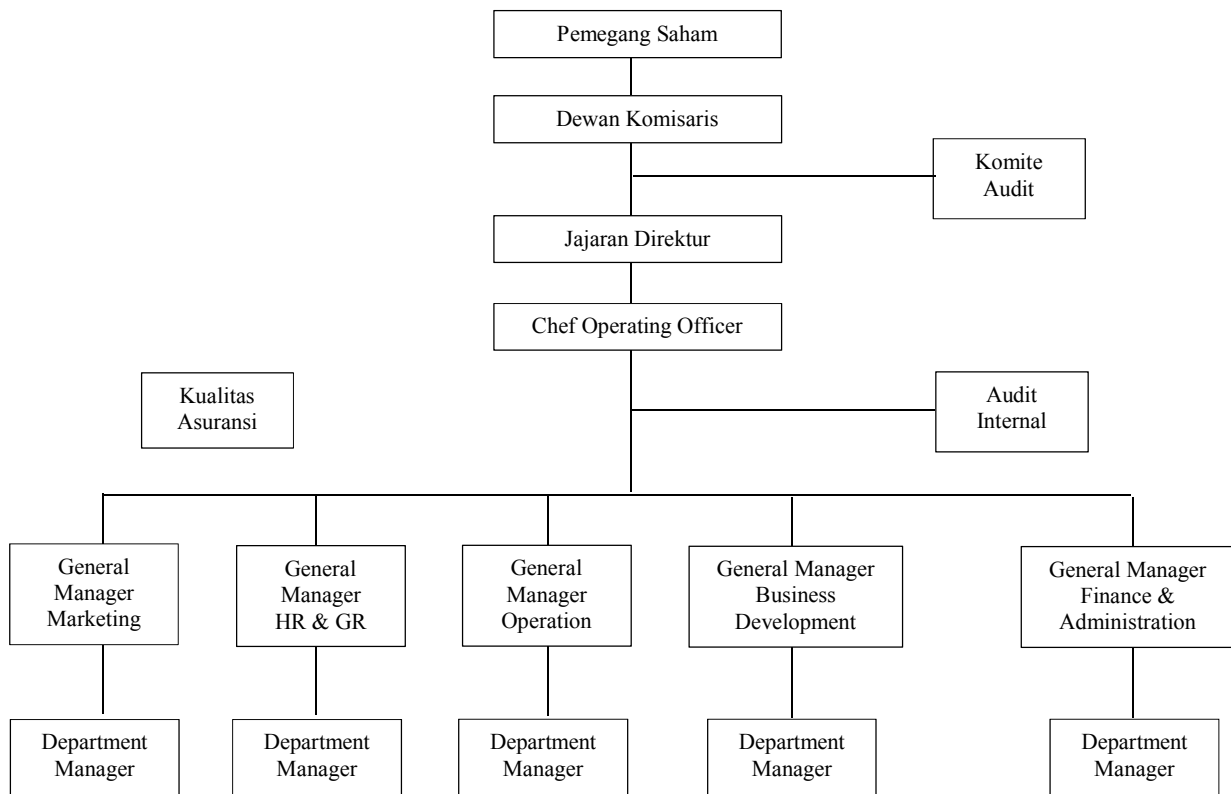 Pemegang Saham
Dewan Komisaris
Komite
Audit
Jajaran Direktur
Chef Operating Officer
Kualitas
Asuransi
Audit
Internal
General
Manager
Marketing
General
Manager
HR & GR
General
Manager
Operation
General Manager
Business
Development
General Manager
Finance &
Administration
Department
Manager
Department
Manager
Department
Manager
Department
Manager
Department
Manager